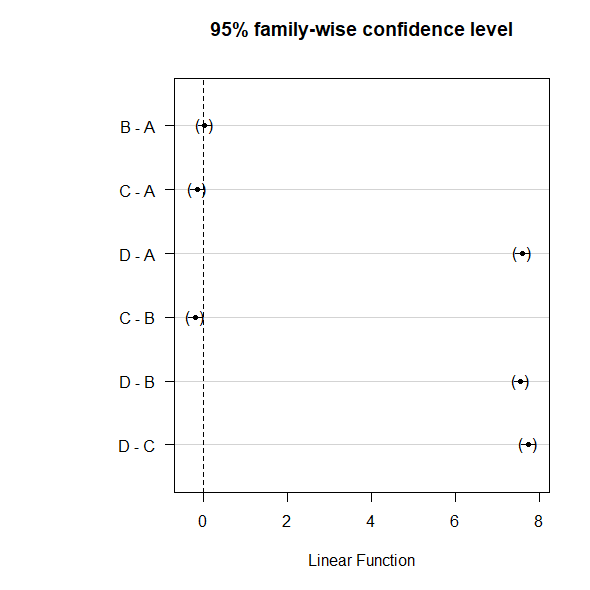 95% family-wise confidence level
B - A
C - A
D - A
C - B
D - B
D - C
0 2 4 6 8
Linear Function